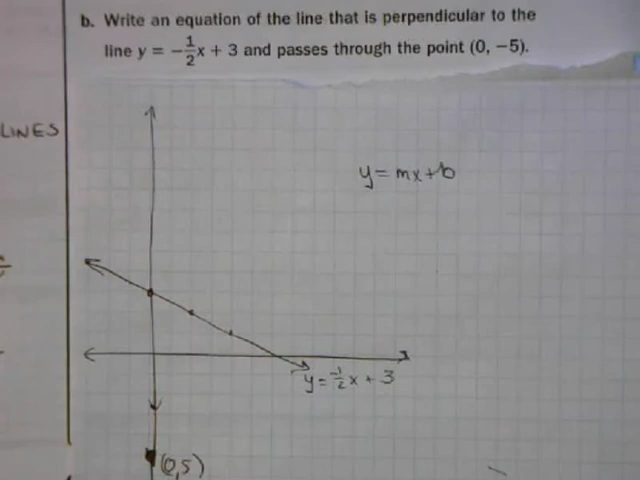 b. Write an equation of the line that is perpendicular to the
line y = -1/2x + 3 and passes through the point (0, -5).
LINES
y = mx+b
y = -1/2 x + 3
(0,5)